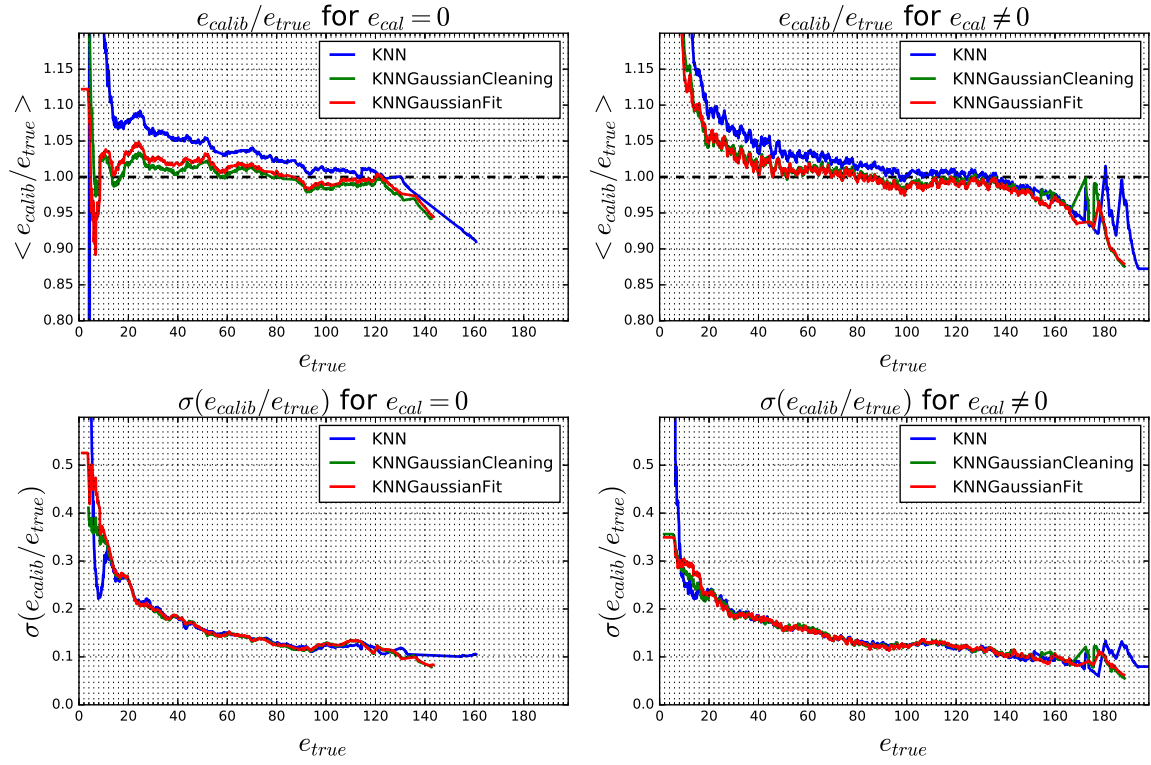 e_calib/e_true for e_cal = 0
< e_calib/e_true >
1.15
1.10
1.05
1.00
0.95
0.90
0.85
0.80
KNN
KNNGaussianCleaning
KNNGaussianFit
0 20 40 60 80 100 120 140 160 180
e_true
e_calib/e_true for e_cal ≠ 0
< e_calib/e_true >
1.15
1.10
1.05
1.00
0.95
0.90
0.85
0.80
KNN
KNNGaussianCleaning
KNNGaussianFit
0 20 40 60 80 100 120 140 160 180
e_true
σ(e_calib/e_true) for e_cal = 0
σ(e_calib/e_true)
0.5
0.4
0.3
0.2
0.1
0.0
KNN
KNNGaussianCleaning
KNNGaussianFit
0 20 40 60 80 100 120 140 160 180
e_true
σ(e_calib/e_true) for e_cal ≠ 0
σ(e_calib/e_true)
0.5
0.4
0.3
0.2
0.1
0.0
KNN
KNNGaussianCleaning
KNNGaussianFit
0 20 40 60 80 100 120 140 160 180
e_true